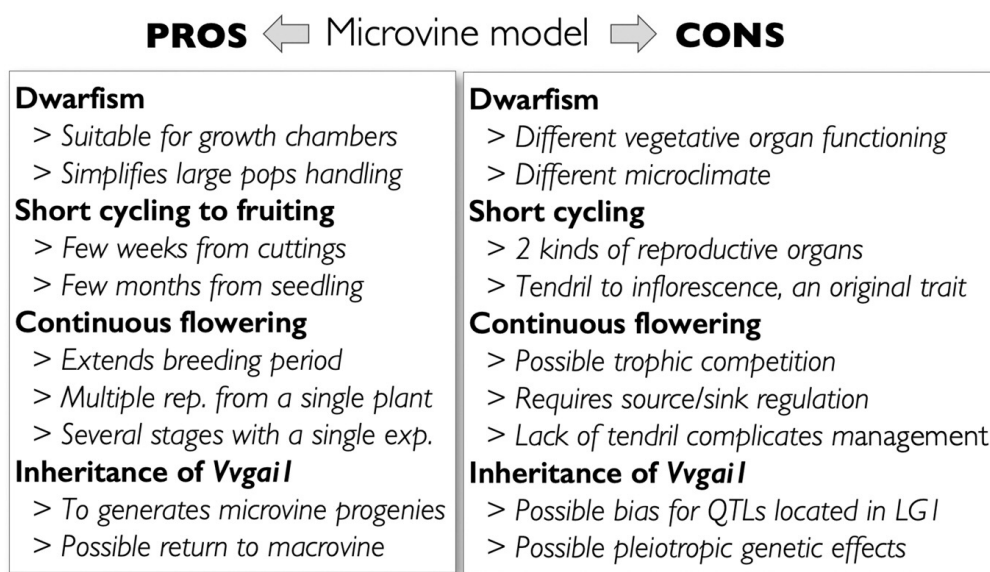 PROS Microvine model CONS
Dwarfism
> Suitable for growth chambers
> Simplifies large pops handling
Short cycling to fruiting
> Few weeks from cuttings
> Few months from seedling
Continuous flowering
> Extends breeding period
> Multiple rep. from a single plant
> Several stages with a single exp.
Inheritance of Vvgai1
> To generates microvine progenies
> Possible return to macrovine
Dwarfism
> Different vegetative organ functioning
> Different microclimate
Short cycling
> 2 kinds of reproductive organs
> Tendril to inflorescence, an original trait
Continuous flowering
> Possible trophic competition
> Requires source/sink regulation
> Lack of tendril complicates management
Inheritance of Vvgai1
> Possible bias for QTLs located in LG1
> Possible pleiotropic genetic effects